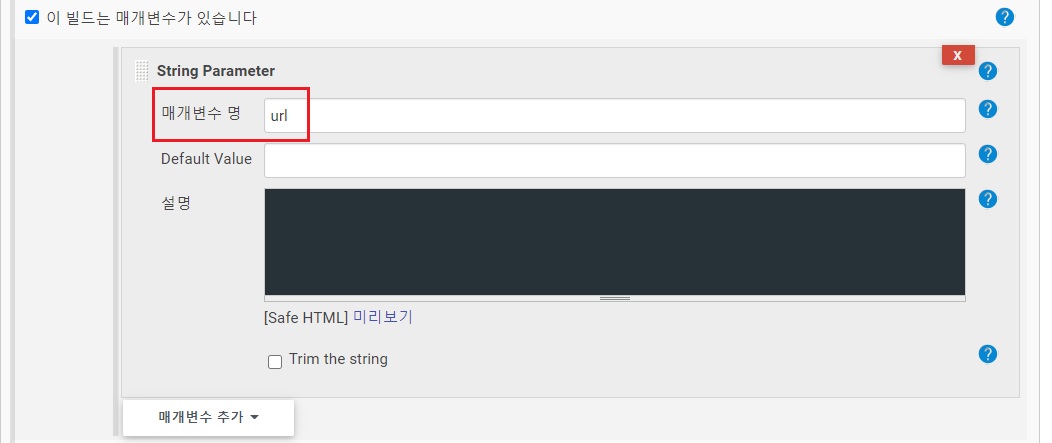 이 빌드는 매개변수가 있습니다
?
X
String Parameter
?
매개변수 명
url
?
Default Value
?
설명
?
[Safe HTML] 미리보기
Trim the string
?
매개변수 추가